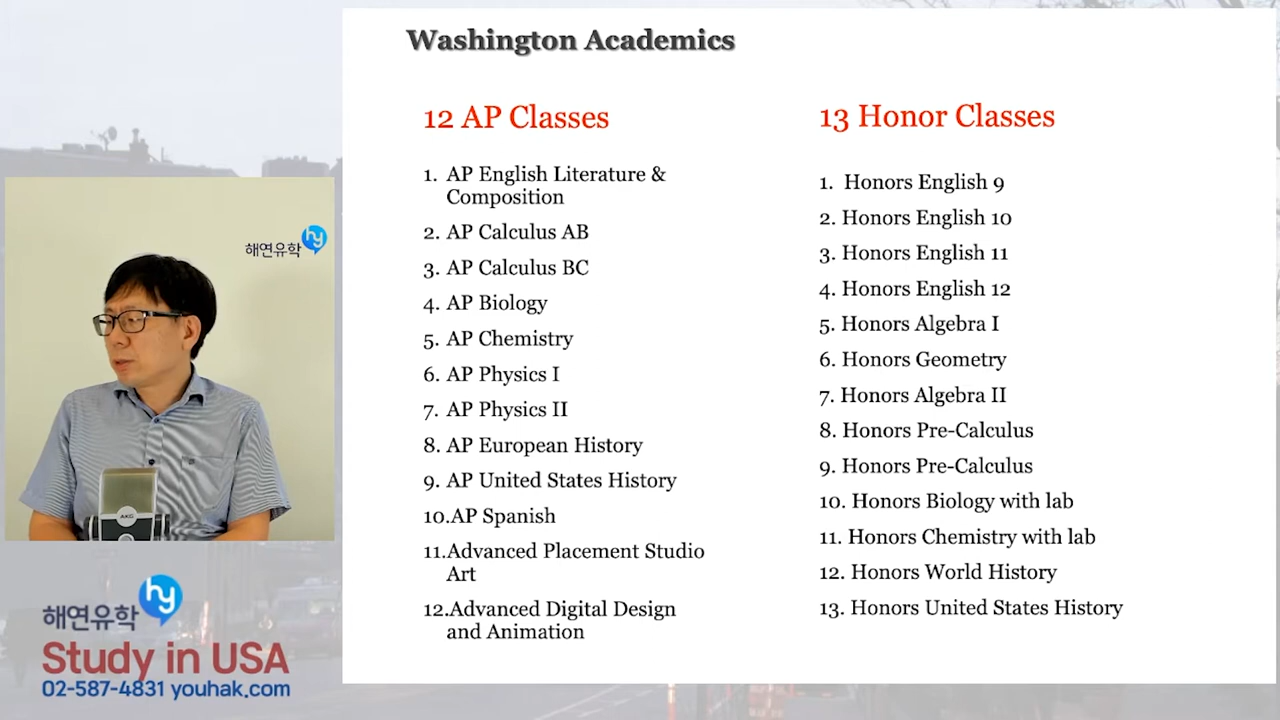 Washington Academics
12 AP Classes
1. AP English Literature &
Composition
2. AP Calculus AB
3. AP Calculus BC
4. AP Biology
5. AP Chemistry
6. AP Physics I
7. AP Physics II
8. AP European History
9. AP United States History
10.AP Spanish
11.Advanced Placement Studio
Art
12.Advanced Digital Design
and Animation
13 Honor Classes
1. Honors English 9
2. Honors English 10
3. Honors English 11
4. Honors English 12
5. Honors Algebra I
6. Honors Geometry
7. Honors Algebra II
8. Honors Pre-Calculus
9. Honors Pre-Calculus
10. Honors Biology with lab
11. Honors Chemistry with lab
12. Honors World History
13. Honors United States History
해연유학 hy
AKG
해연유학 hy
Study in USA
02-587-4831 youhak.com